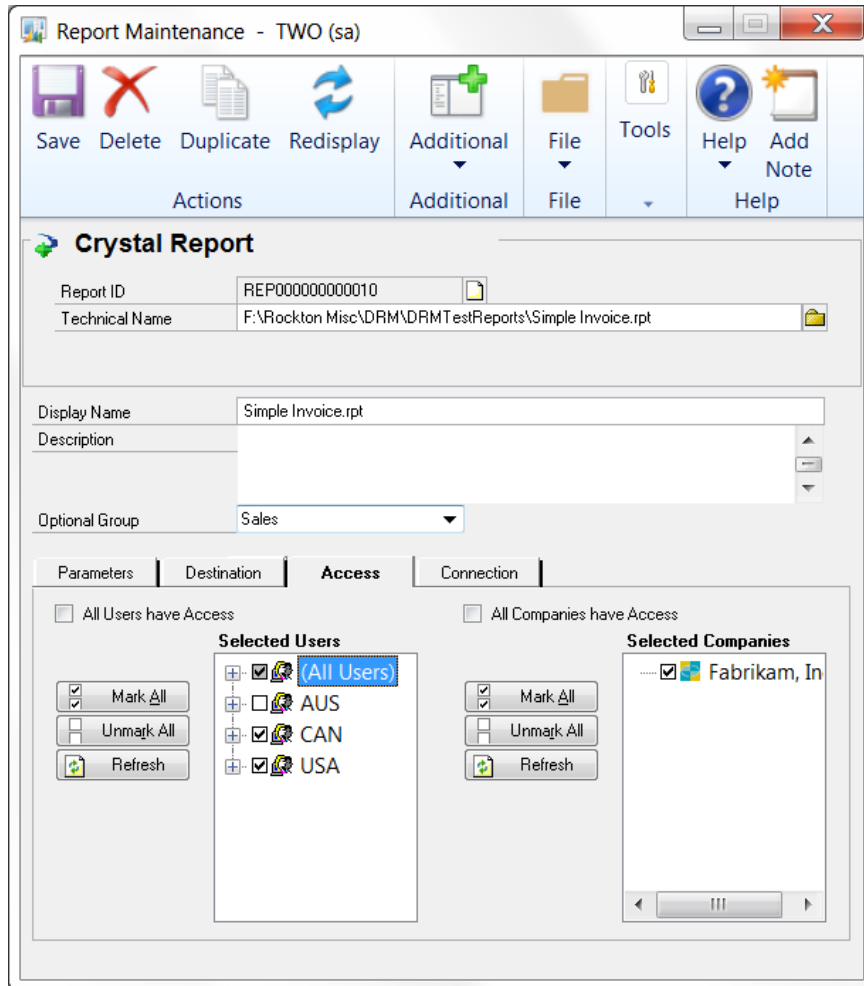 Report Maintenance - TWO (sa)
Save Delete Duplicate Redisplay Additional File Tools Help Add Note
Actions Additional File Help
Crystal Report
Report ID REP000000000010
Technical Name F:\Rockton Misc\DRM\DRMTestReports\Simple Invoice.rpt
Display Name Simple Invoice.rpt
Description
Optional Group Sales
Parameters Destination Access Connection
All Users have Access All Companies have Access
Selected Users Selected Companies
(All Users) Fabrikam, In
Mark All AUS Mark All
Unmark All CAN Unmark All
Refresh USA Refresh